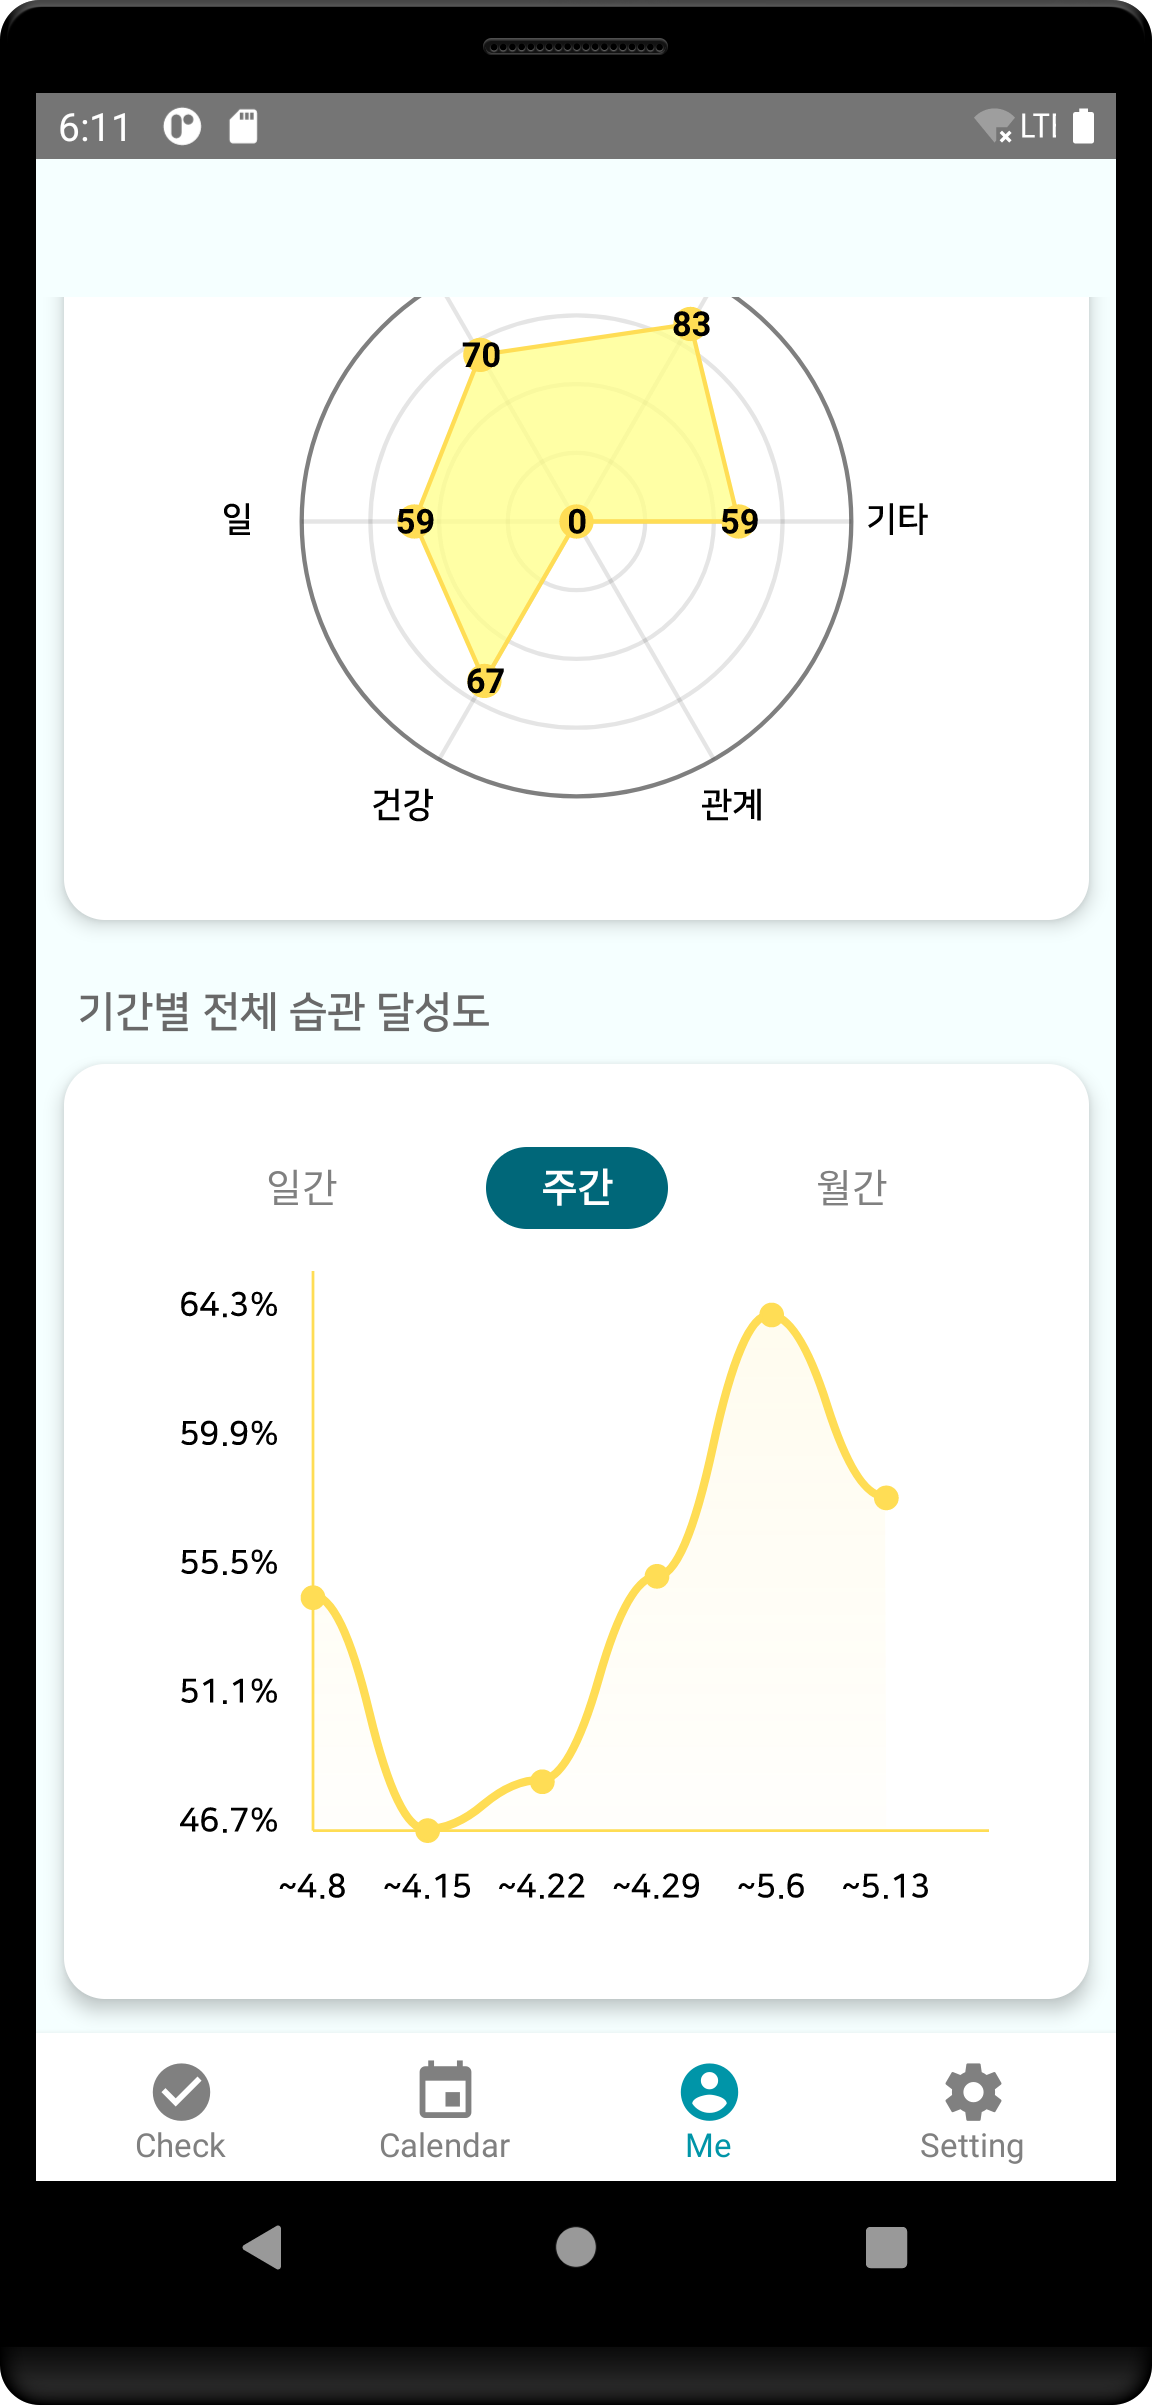 6:11 LTI
83
70
일 59 0 59 기타
67
건강 관계
기간별 전체 습관 달성도
일간 주간 월간
64.3%
59.9%
55.5%
51.1%
46.7%
~4.8 ~4.15 ~4.22 ~4.29 ~5.6 ~5.13
Check Calendar Me Setting